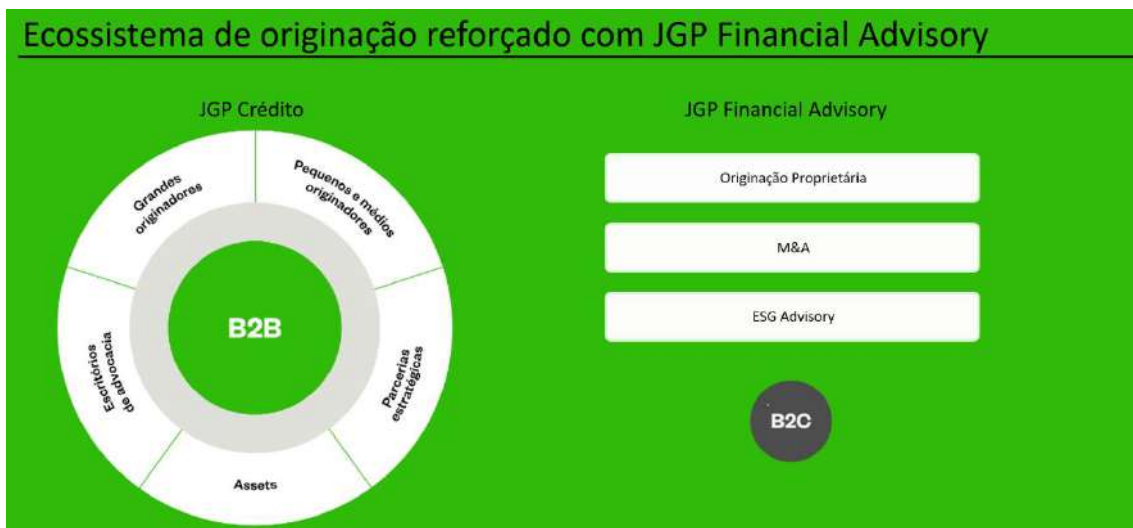 Ecossistema de originação reforçado com JGP Financial Advisory
JGP Crédito
Grandes
originadores
Pequenos e médios
originadores
Escritórios
de advocacia
B2B
Parcerias
estratégicas
Assets
JGP Financial Advisory
Originação Proprietária
M&A
ESG Advisory
B2C